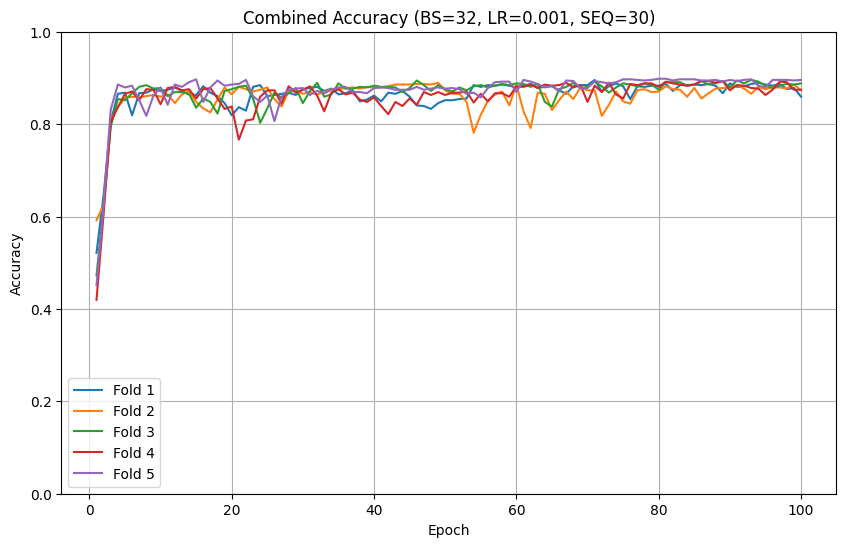 Combined Accuracy (BS=32, LR=0.001, SEQ=30)
1.0
0.8
0.6
0.4
0.2
0.0
Accuracy
Fold 1
Fold 2
Fold 3
Fold 4
Fold 5
0 20 40 60 80 100
Epoch